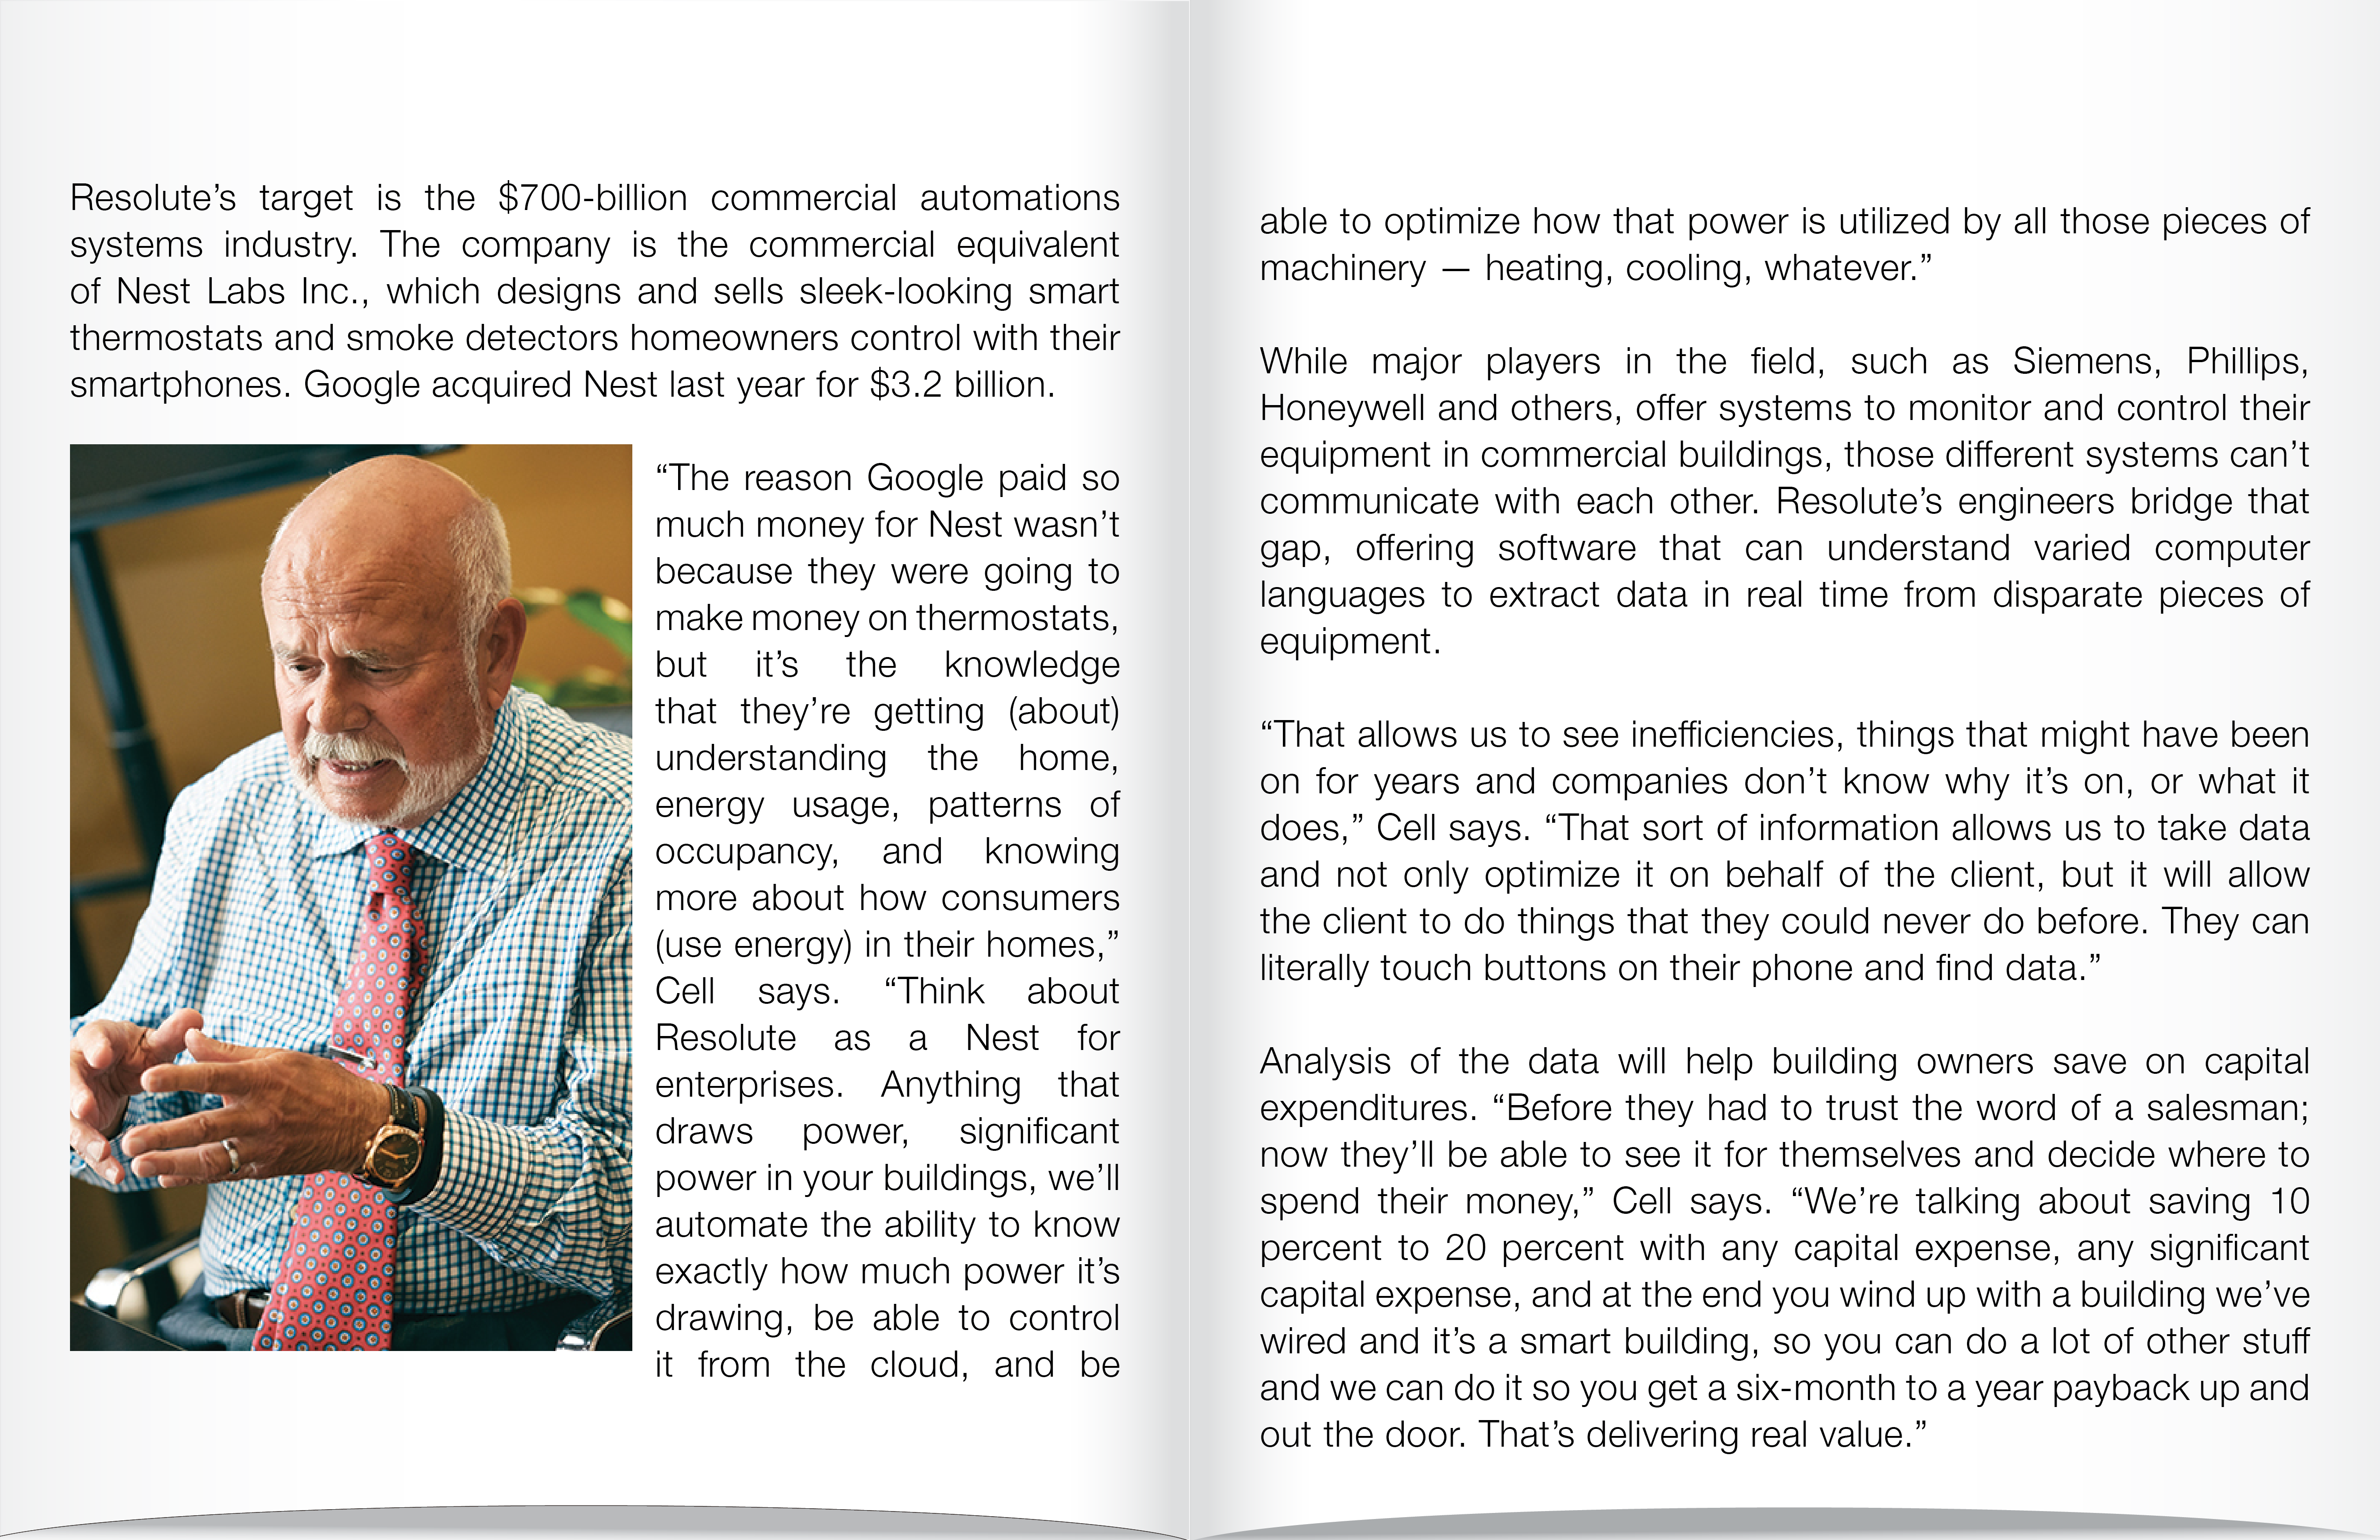 Resolute’s target is the $700-billion commercial automations
systems industry. The company is the commercial equivalent
of Nest Labs Inc., which designs and sells sleek-looking smart
thermostats and smoke detectors homeowners control with their
smartphones. Google acquired Nest last year for $3.2 billion.
“The reason Google paid so
much money for Nest wasn’t
because they were going to
make money on thermostats,
but it’s the knowledge
that they’re getting (about)
understanding the home,
energy usage, patterns of
occupancy, and knowing
more about how consumers
(use energy) in their homes,”
Cell says. “Think about
Resolute as a Nest for
enterprises. Anything that
draws power, significant
power in your buildings, we’ll
automate the ability to know
exactly how much power it’s
drawing, be able to control
it from the cloud, and be
able to optimize how that power is utilized by all those pieces of
machinery — heating, cooling, whatever.”
While major players in the field, such as Siemens, Phillips,
Honeywell and others, offer systems to monitor and control their
equipment in commercial buildings, those different systems can’t
communicate with each other. Resolute’s engineers bridge that
gap, offering software that can understand varied computer
languages to extract data in real time from disparate pieces of
equipment.
“That allows us to see inefficiencies, things that might have been
on for years and companies don’t know why it’s on, or what it
does,” Cell says. “That sort of information allows us to take data
and not only optimize it on behalf of the client, but it will allow
the client to do things that they could never do before. They can
literally touch buttons on their phone and find data.”
Analysis of the data will help building owners save on capital
expenditures. “Before they had to trust the word of a salesman;
now they’ll be able to see it for themselves and decide where to
spend their money,” Cell says. “We’re talking about saving 10
percent to 20 percent with any capital expense, any significant
capital expense, and at the end you wind up with a building we’ve
wired and it’s a smart building, so you can do a lot of other stuff
and we can do it so you get a six-month to a year payback up and
out the door. That’s delivering real value.”